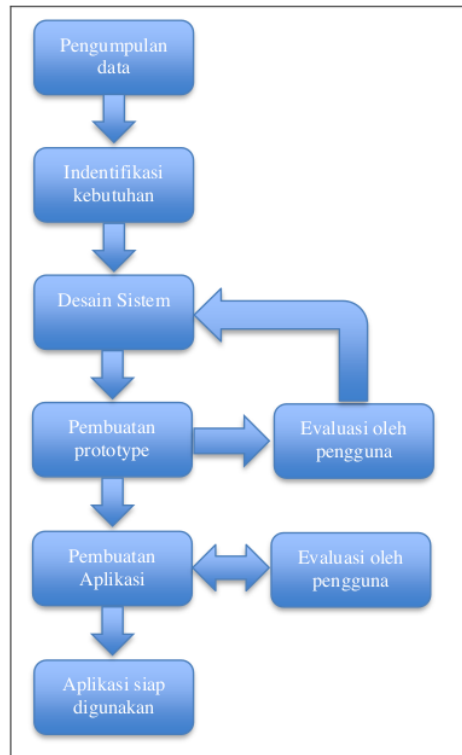 Pengumpulan
data
Indentifikasi
kebutuhan
Desain Sistem
Pembuatan
prototype
Evaluasi oleh
pengguna
Pembuatan
Aplikasi
Evaluasi oleh
pengguna
Aplikasi siap
digunakan